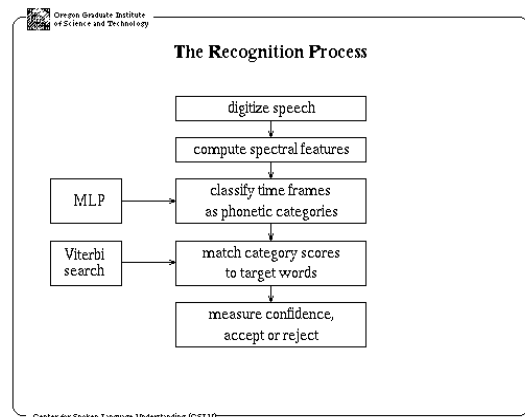 Oregon Graduate Institute
of Science and Technology
The Recognition Process
digitize speech
compute spectral features
MLP
classify time frames
as phonetic categories
Viterbi
search
match category scores
to target words
measure confidence,
accept or reject
Center for Spoken Language Understanding (CSLU)